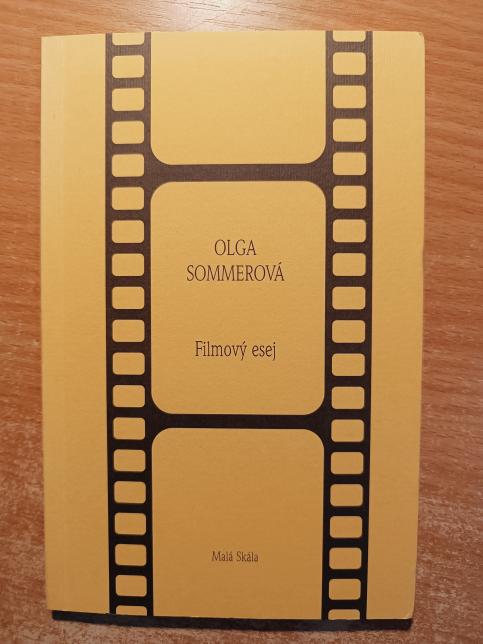 OLGA
SOMMEROVÁ
Filmový esej
Malá Skála